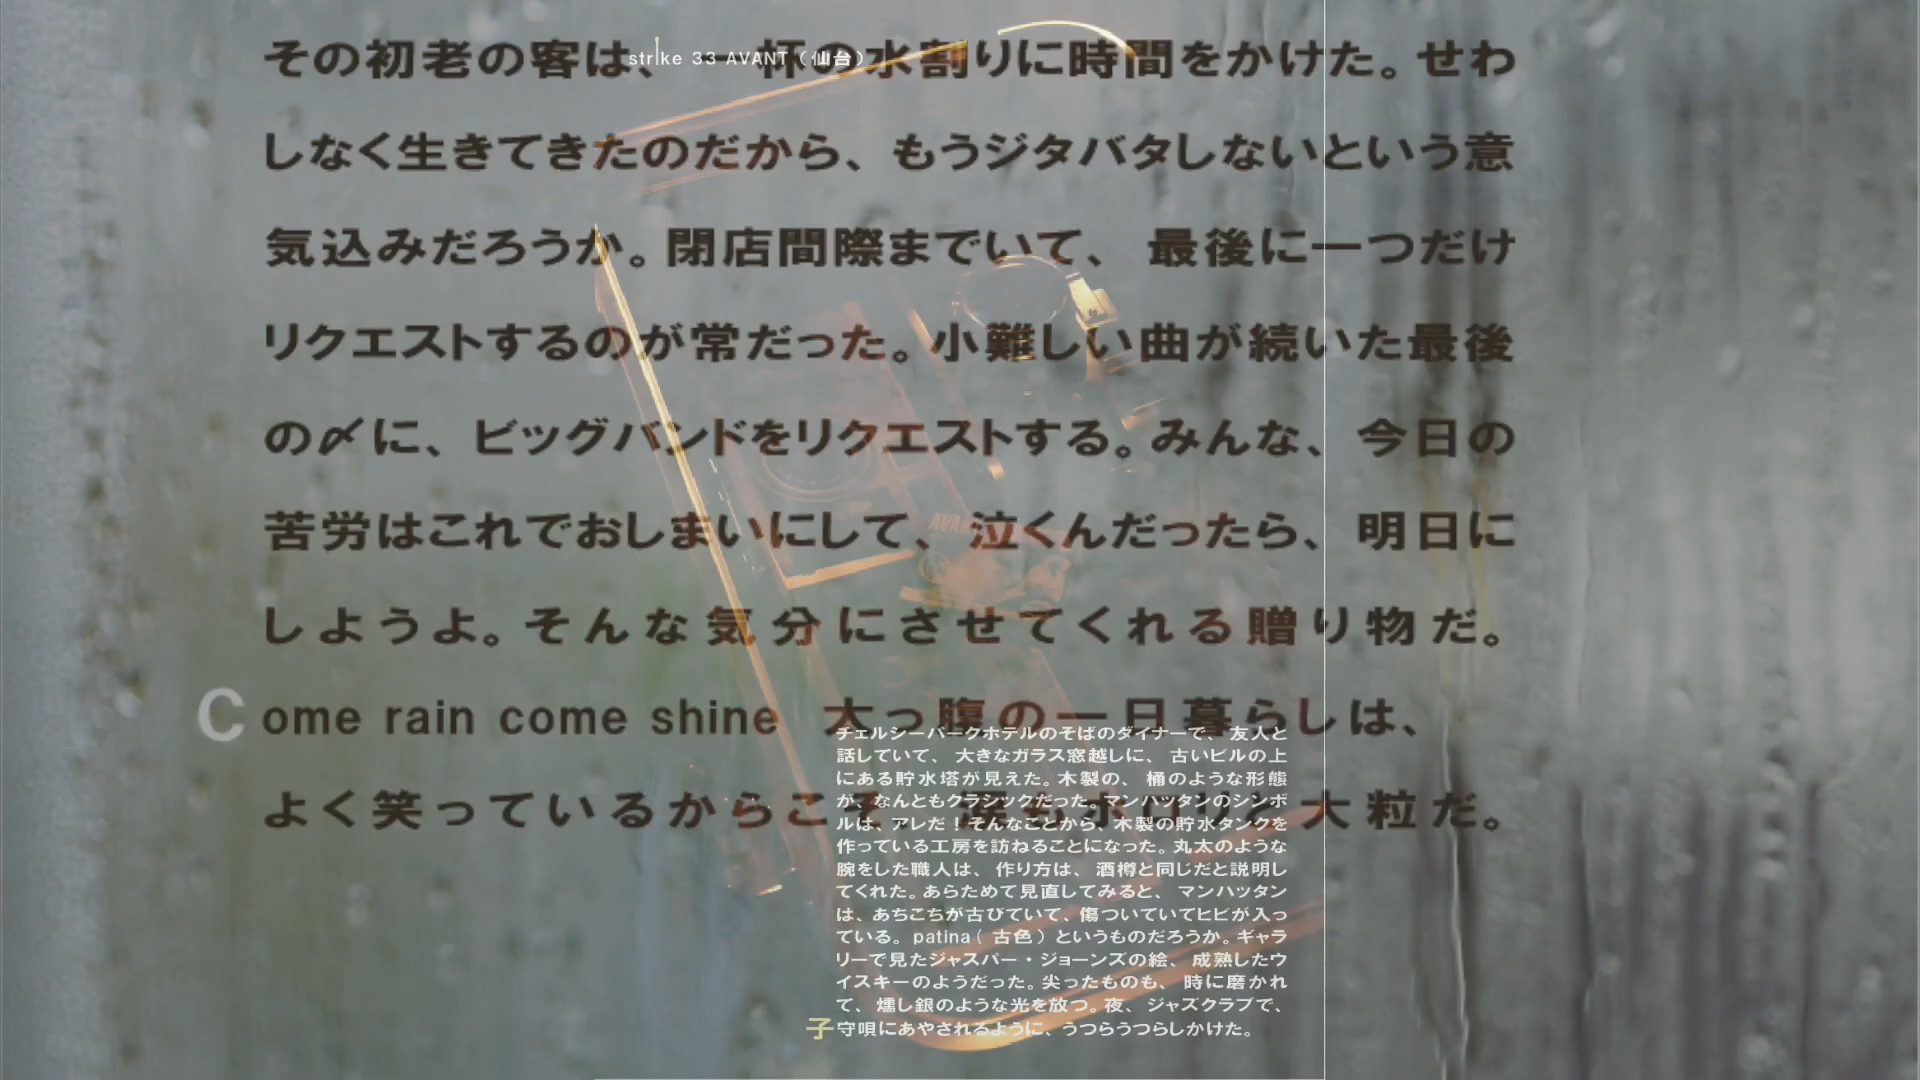 strike 33 AVANT（仙台）
その初老の客は、一杯の水割りに時間をかけた。せわ
しなく生きてきたのだから、もうジタバタしないという意
気込みだろうか。閉店間際までいて、最後に一つだけ
リクエストするのが常だった。小難しい曲が続いた最後
の〆に、ビッグバンドをリクエストする。みんな、今日の
苦労はこれでおしまいにして、泣くんだったら、明日に
しようよ。そんな気分にさせてくれる贈り物だ。
Come rain come shine 太っ腹の一日暮らしは、
よく笑っているからこそ、 大粒だ。
チェルシーパークホテルのそばのダイナーで、友人と
話していて、大きなガラス窓越しに、古いビルの上
にある貯水塔が見えた。木製の、桶のような形態
が、なんともクラシックだった。マンハッタンのシンボ
ルは、アレだ！そんなことから、木製の貯水タンクを
作っている工房を訪ねることになった。丸太のような
腕をした職人は、作り方は、酒樽と同じだと説明し
てくれた。あらためて見直してみると、マンハッタン
は、あちこちが古びていて、傷ついていてヒビが入っ
ている。patina（古色）というものだろうか。ギャラ
リーで見たジャスパー・ジョーンズの絵、成熟したウ
イスキーのようだった。尖ったものも、時に磨かれ
て、燻し銀のような光を放つ。夜、ジャズクラブで、
子守唄にあやされるように、うつらうつらしかけた。